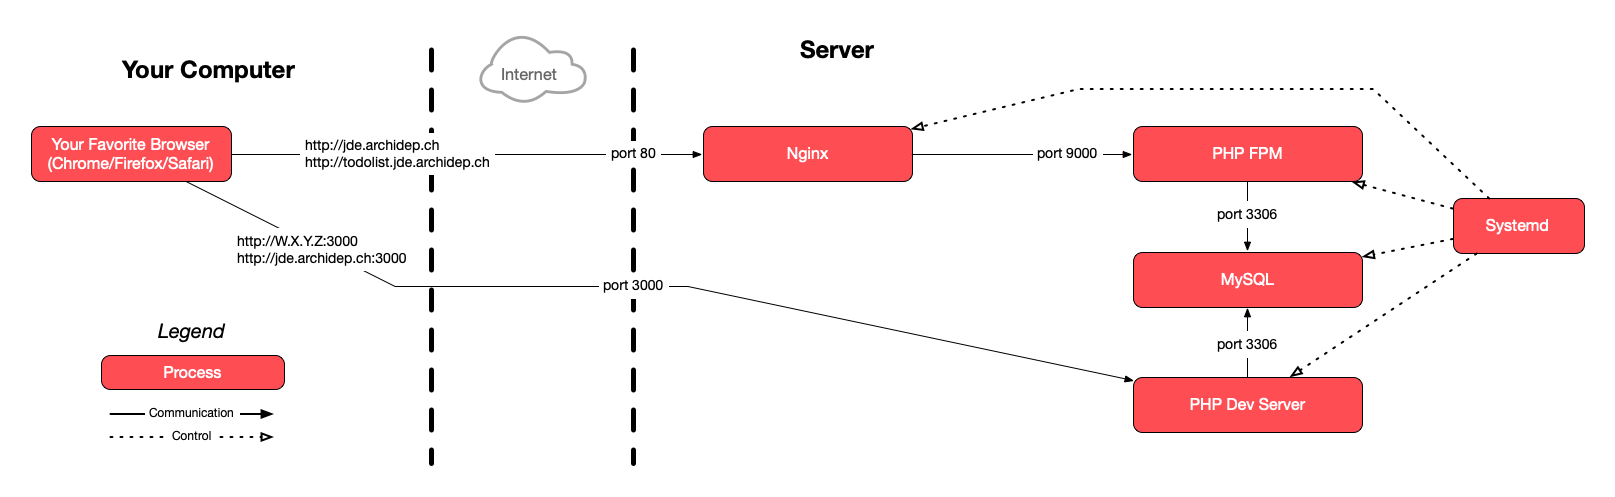 Your Computer
Internet
Server
Your Favorite Browser
(Chrome/Firefox/Safari)
http://jde.archidep.ch
http://todolist.jde.archidep.ch
port 80
Nginx
port 9000
PHP FPM
port 3306
Systemd
http://W.X.Y.Z:3000
http://jde.archidep.ch:3000
port 3000
MySQL
port 3306
PHP Dev Server
Legend
Process
Communication
Control